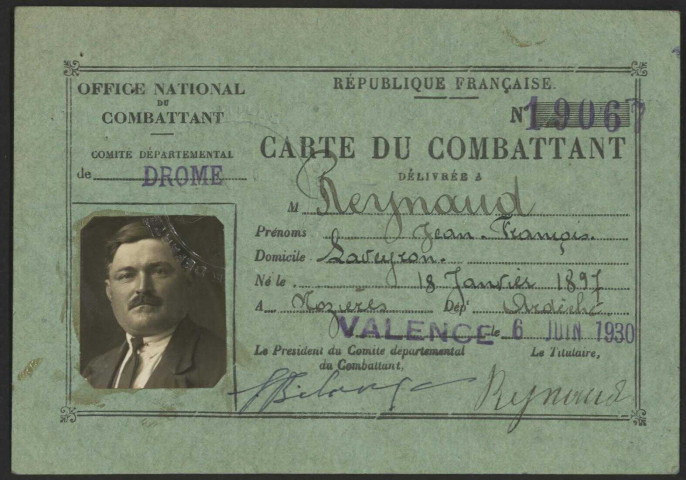 RÉPUBLIQUE FRANÇAISE.
OFFICE NATIONAL
DU
COMBATTANT
COMITÉ DÉPARTEMENTAL
de DROME
N° 19067
CARTE DU COMBATTANT
DÉLIVRÉE A
M Reynaud
Prénoms Jean-François.
Domicile Laveyron.
Né le 18 Janvier 1897
A Nozières Dép^t Ardèche
VALENCE le 6 JUIN 1930
Le Président du Comité départemental
du Combattant,
Le Titulaire,
Reynaud